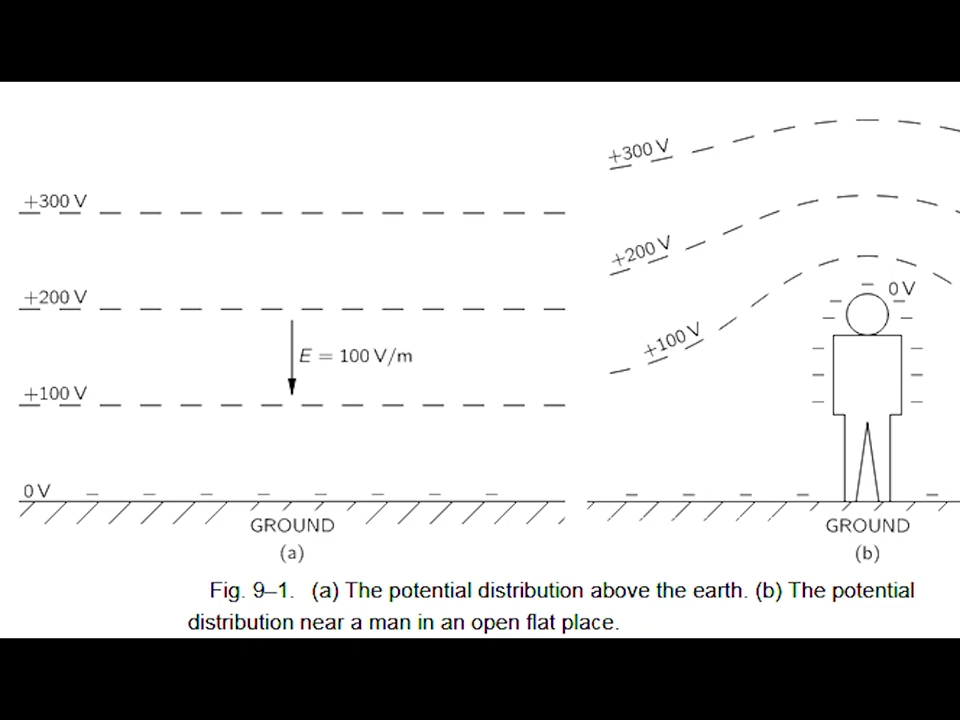 +300 V
+200 V
E = 100 V/m
+100 V
0 V
GROUND
(a)
+300 V
+200 V
+100 V
0 V
GROUND
(b)
Fig. 9–1. (a) The potential distribution above the earth. (b) The potential
distribution near a man in an open flat place.